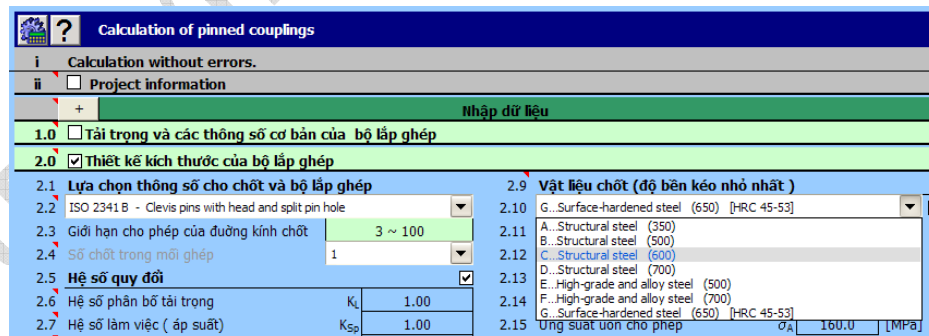 ? Calculation of pinned couplings
i Calculation without errors.
ii Project information
+ Nhập dữ liệu
1.0 Tải trọng và các thông số cơ bản của bộ lắp ghép
2.0 Thiết kế kích thước của bộ lắp ghép
2.1 Lựa chọn thông số cho chốt và bộ lắp ghép
2.2 ISO 2341B - Clevis pins with head and split pin hole
2.3 Giới hạn cho phép của đuờng kính chốt 3 ~ 100
2.4 Số chốt trong mối ghép 1
2.5 Hệ số quy đổi
2.6 Hệ số phân bố tải trọng KL 1.00
2.7 Hệ số làm việc ( áp suất) KSp 1.00
2.9 Vật liệu chốt (độ bền kéo nhỏ nhất )
2.10 G...Surface-hardened steel (650) [HRC 45-53]
2.11 A...Structural steel (350)
B...Structural steel (500)
2.12 C...Structural steel (600)
D...Structural steel (700)
2.13 E...High-grade and alloy steel (500)
2.14 F...High-grade and alloy steel (700)
G...Surface-hardened steel (650) [HRC 45-53]
2.15 Ứng suất uốn cho phép σA 160.0 [MPa]